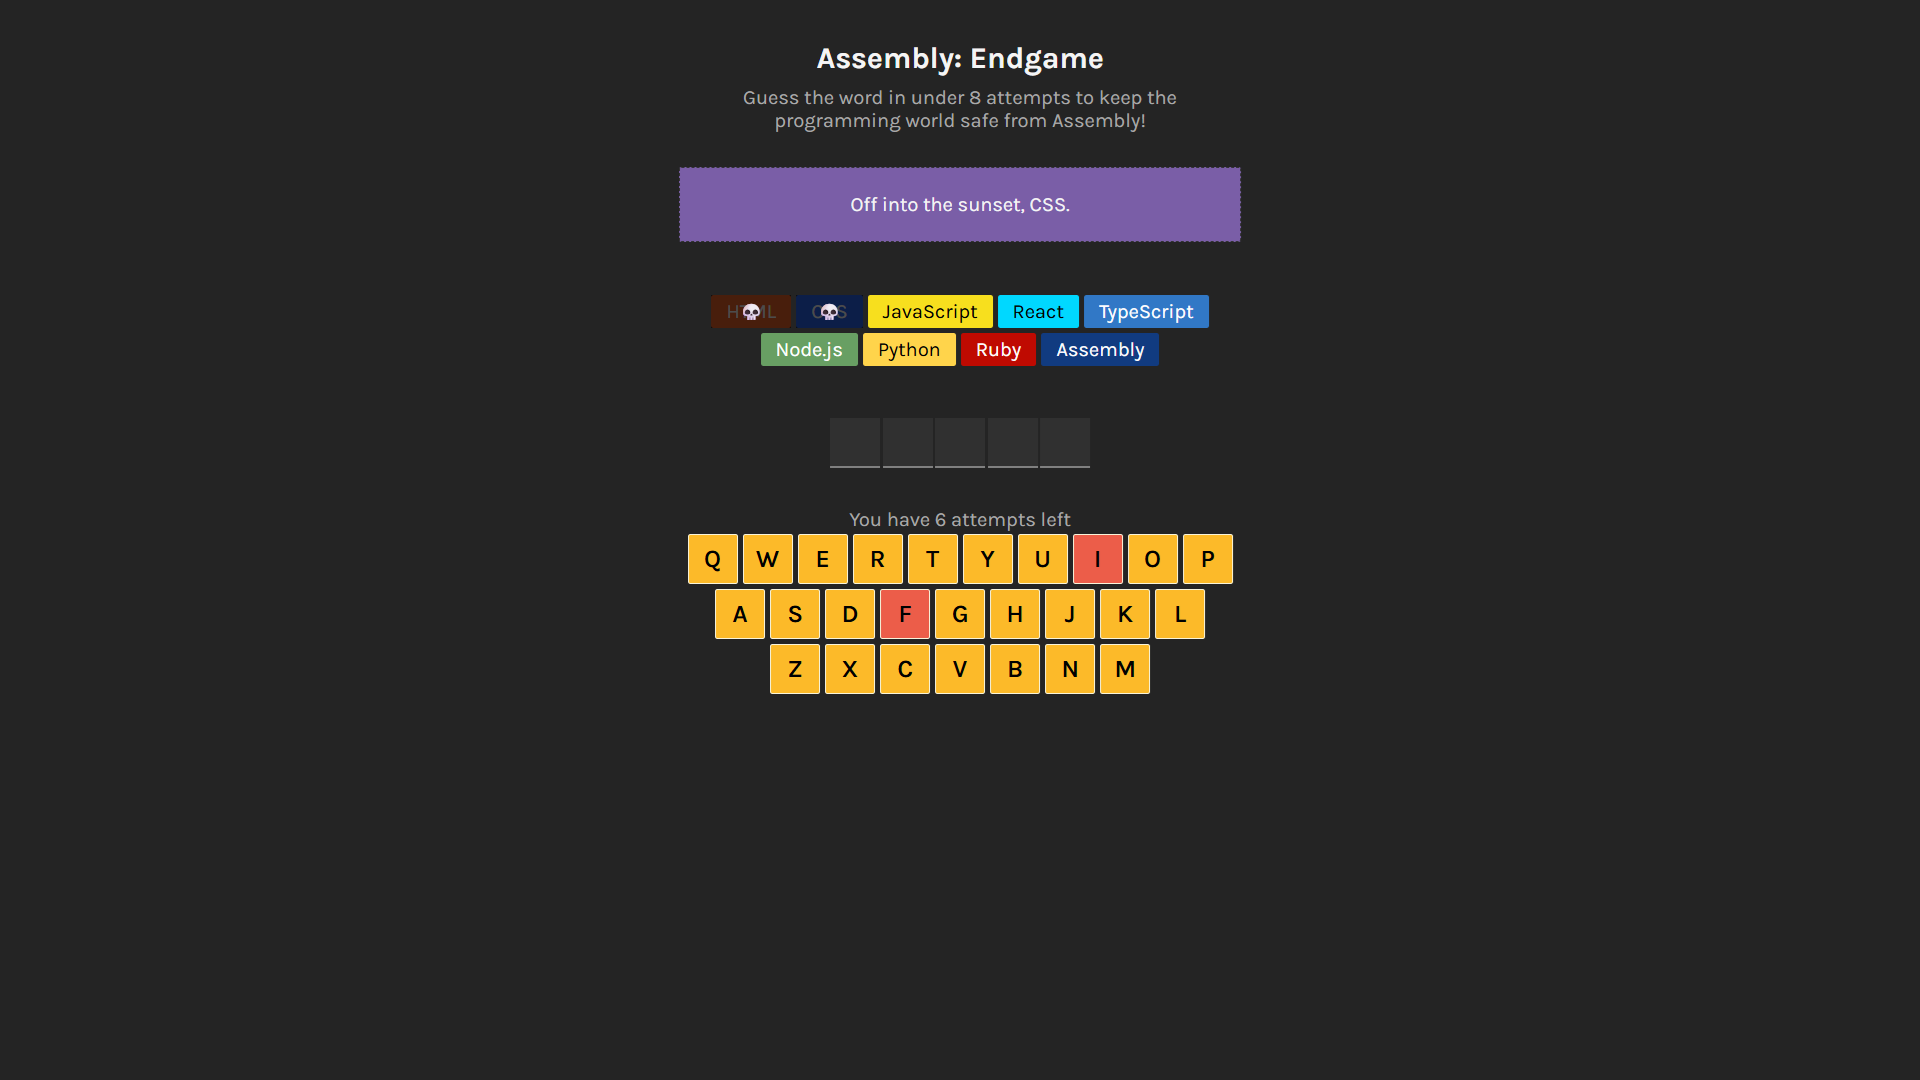 Assembly: Endgame
Guess the word in under 8 attempts to keep the
programming world safe from Assembly!
Off into the sunset, CSS.
HTML CSS JavaScript React TypeScript
Node.js Python Ruby Assembly
You have 6 attempts left
Q W E R T Y U I O P
A S D F G H J K L
Z X C V B N M